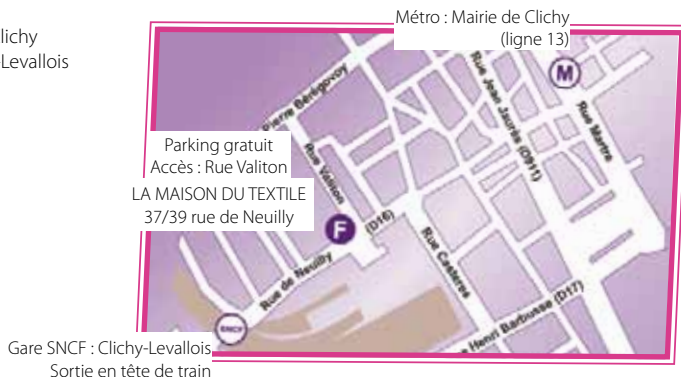 lichy
Levallois
Métro : Mairie de Clichy
(ligne 13)
M
Pierre Bérégovoy
Rue Jean Jaurès (D911)
Rue Martre
Parking gratuit
Accès : Rue Valiton
Rue Valiton
LA MAISON DU TEXTILE
37/39 rue de Neuilly
F
(D16)
Rue de Neuilly
Rue Casteres
Henri Barbusse (D17)
SNCF
Gare SNCF : Clichy-Levallois
Sortie en tête de train